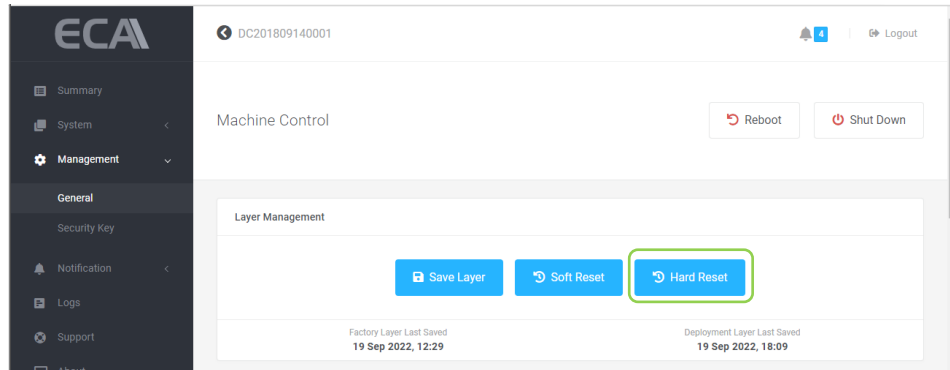 ECA
DC201809140001
4
Logout
Summary
System
Management
General
Security Key
Notification
Logs
Support
About
Machine Control
Reboot
Shut Down
Layer Management
Save Layer
Soft Reset
Hard Reset
Factory Layer Last Saved
19 Sep 2022, 12:29
Deployment Layer Last Saved
19 Sep 2022, 18:09